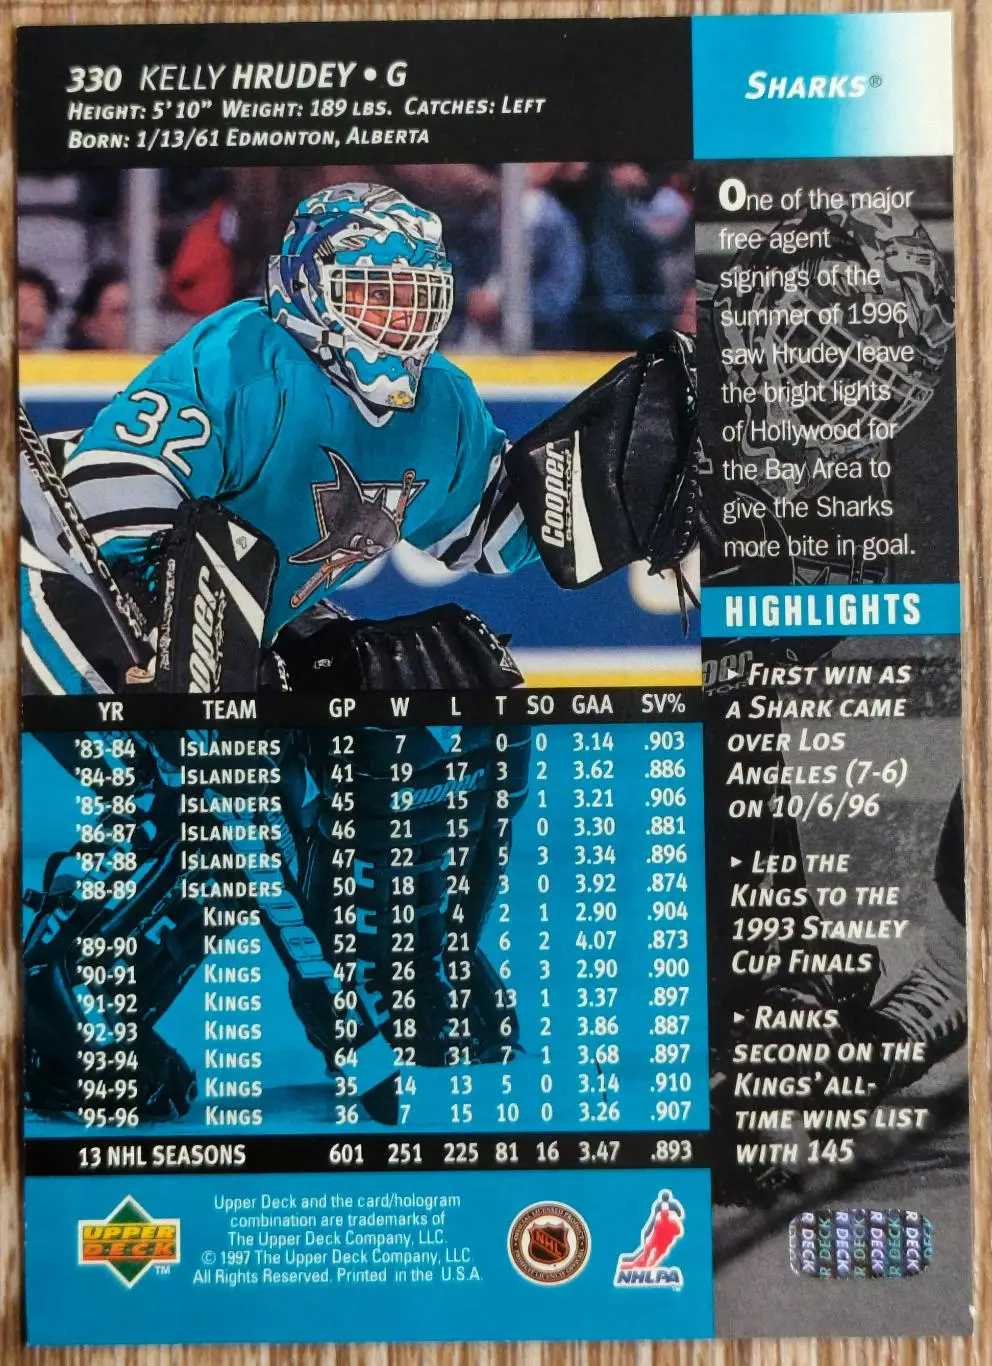 330 KELLY HRUDEY • G
HEIGHT: 5'10" WEIGHT: 189 LBS. CATCHES: LEFT
BORN: 1/13/61 EDMONTON, ALBERTA
SHARKS®
One of the major
free agent
signings of the
summer of 1996
saw Hrudey leave
the bright lights
of Hollywood for
the Bay Area to
give the Sharks
more bite in goal.
32
Cooper
Cooper
HIGHLIGHTS
▸ FIRST WIN AS
A SHARK CAME
OVER LOS
ANGELES (7-6)
ON 10/6/96
▸ LED THE
KINGS TO THE
1993 STANLEY
CUP FINALS
▸ RANKS
SECOND ON THE
KINGS' ALL-
TIME WINS LIST
WITH 145
YR TEAM GP W L T SO GAA SV%
'83-84 ISLANDERS 12 7 2 0 0 3.14 .903
'84-85 ISLANDERS 41 19 17 3 2 3.62 .886
'85-86 ISLANDERS 45 19 15 8 1 3.21 .906
'86-87 ISLANDERS 46 21 15 7 0 3.30 .881
'87-88 ISLANDERS 47 22 17 5 3 3.34 .896
'88-89 ISLANDERS 50 18 24 3 0 3.92 .874
KINGS 16 10 4 2 1 2.90 .904
'89-90 KINGS 52 22 21 6 2 4.07 .873
'90-91 KINGS 47 26 13 6 3 2.90 .900
'91-92 KINGS 60 26 17 13 1 3.37 .897
'92-93 KINGS 50 18 21 6 2 3.86 .887
'93-94 KINGS 64 22 31 7 1 3.68 .897
'94-95 KINGS 35 14 13 5 0 3.14 .910
'95-96 KINGS 36 7 15 10 0 3.26 .907
13 NHL SEASONS 601 251 225 81 16 3.47 .893
UPPER
DECK
TM
Upper Deck and the card/hologram
combination are trademarks of
The Upper Deck Company, LLC.
© 1997 The Upper Deck Company, LLC.
All Rights Reserved. Printed in the U.S.A.
NHL
NHLPA